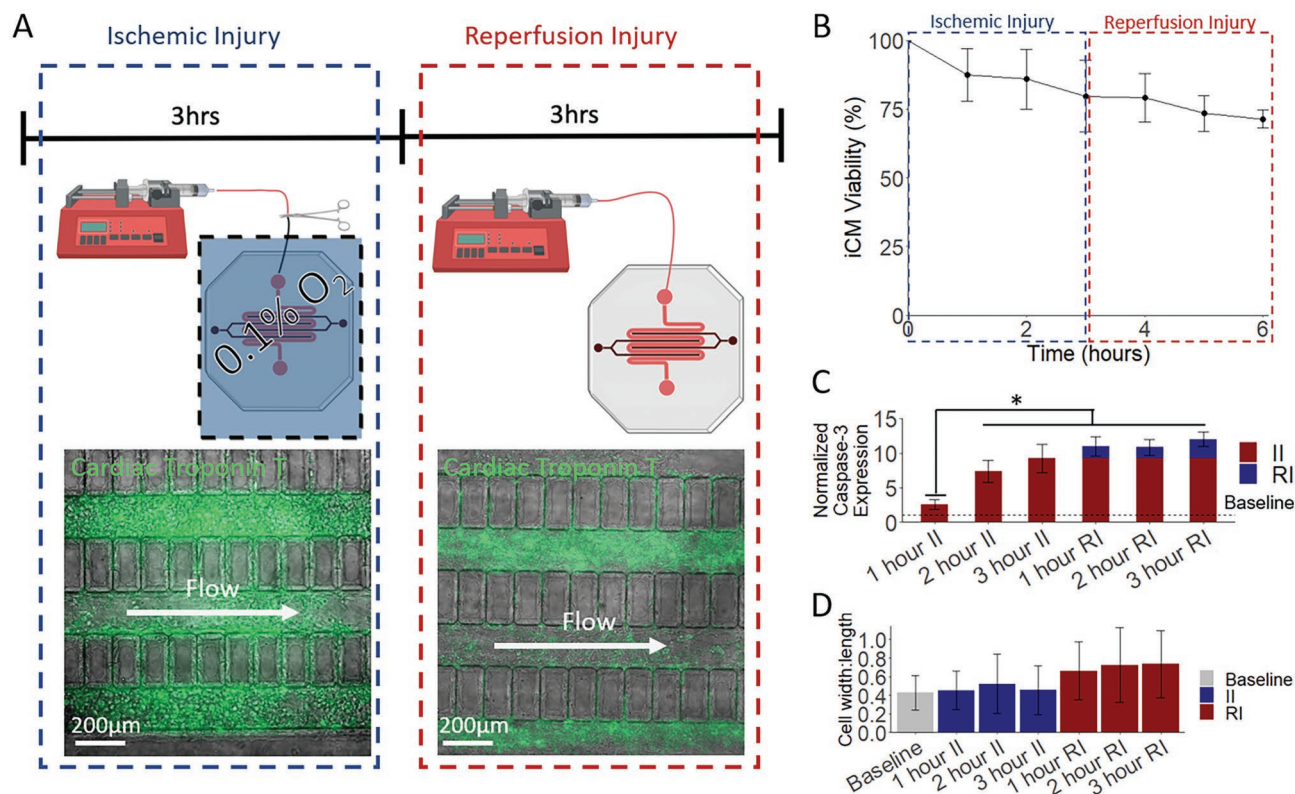 A
Ischemic Injury
Reperfusion Injury
3hrs
3hrs
0.1% O₂
Cardiac Troponin T
Flow
200µm
Cardiac Troponin T
Flow
200µm
B
Ischemic Injury
Reperfusion Injury
iCM Viability (%)
100
75
50
25
0
0
2
4
6
Time (hours)
C
*
Normalized
Caspase-3
Expression
15
10
5
0
II
RI
Baseline
1 hour II
2 hour II
3 hour II
1 hour RI
2 hour RI
3 hour RI
D
Cell width:length
1.0
0.8
0.6
0.4
0.2
0.0
Baseline
II
RI
Baseline
1 hour II
2 hour II
3 hour II
1 hour RI
2 hour RI
3 hour RI